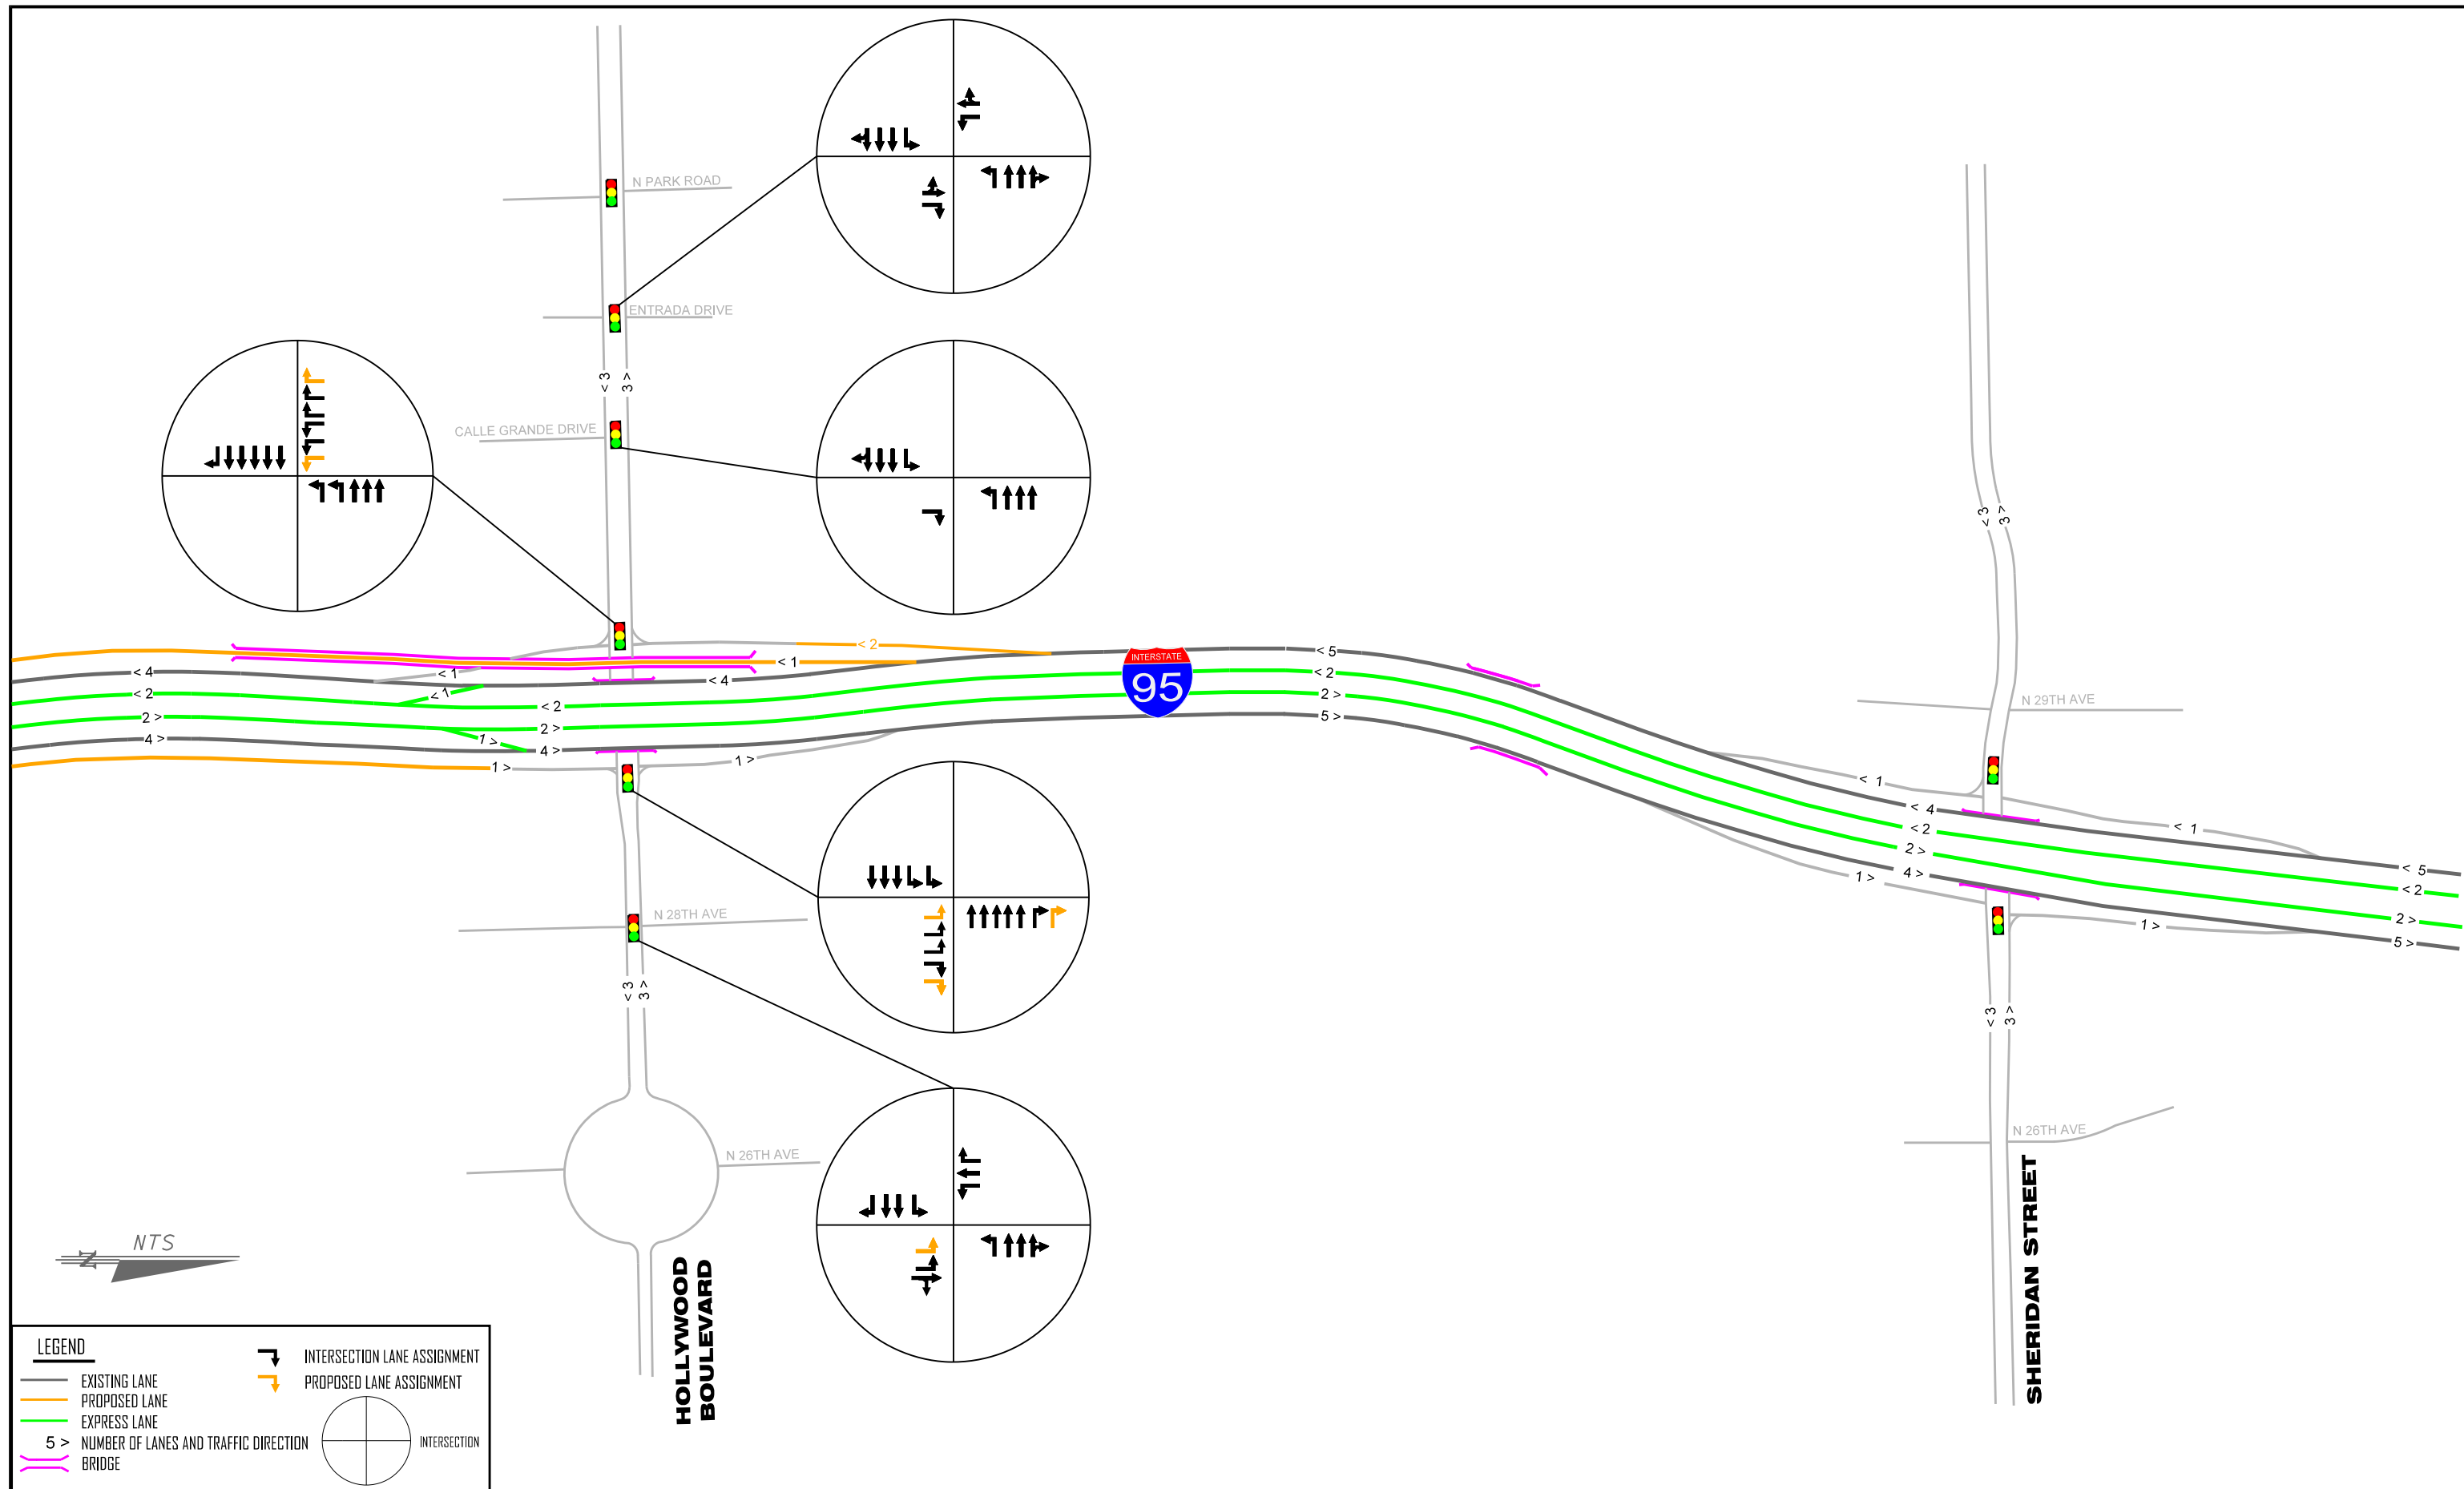 N PARK ROAD
ENTRADA DRIVE
< 3
3 >
CALLE GRANDE DRIVE
< 3
3 >
< 2
INTERSTATE
95
< 1
< 5
< 4
< 1
< 1
< 4
< 2
< 2
< 2
2 >
2 >
2 >
4 >
1 >
4 >
5 >
1 >
1 >
N 29TH AVE
< 1
< 4
< 1
< 2
2 >
4 >
1 >
< 5
< 2
2 >
1 >
5 >
N 28TH AVE
< 3
3 >
< 3
3 >
N 26TH AVE
N 26TH AVE
HOLLYWOOD
BOULEVARD
SHERIDAN STREET
NTS
N
LEGEND
EXISTING LANE
PROPOSED LANE
EXPRESS LANE
5 > NUMBER OF LANES AND TRAFFIC DIRECTION
BRIDGE
INTERSECTION LANE ASSIGNMENT
PROPOSED LANE ASSIGNMENT
INTERSECTION